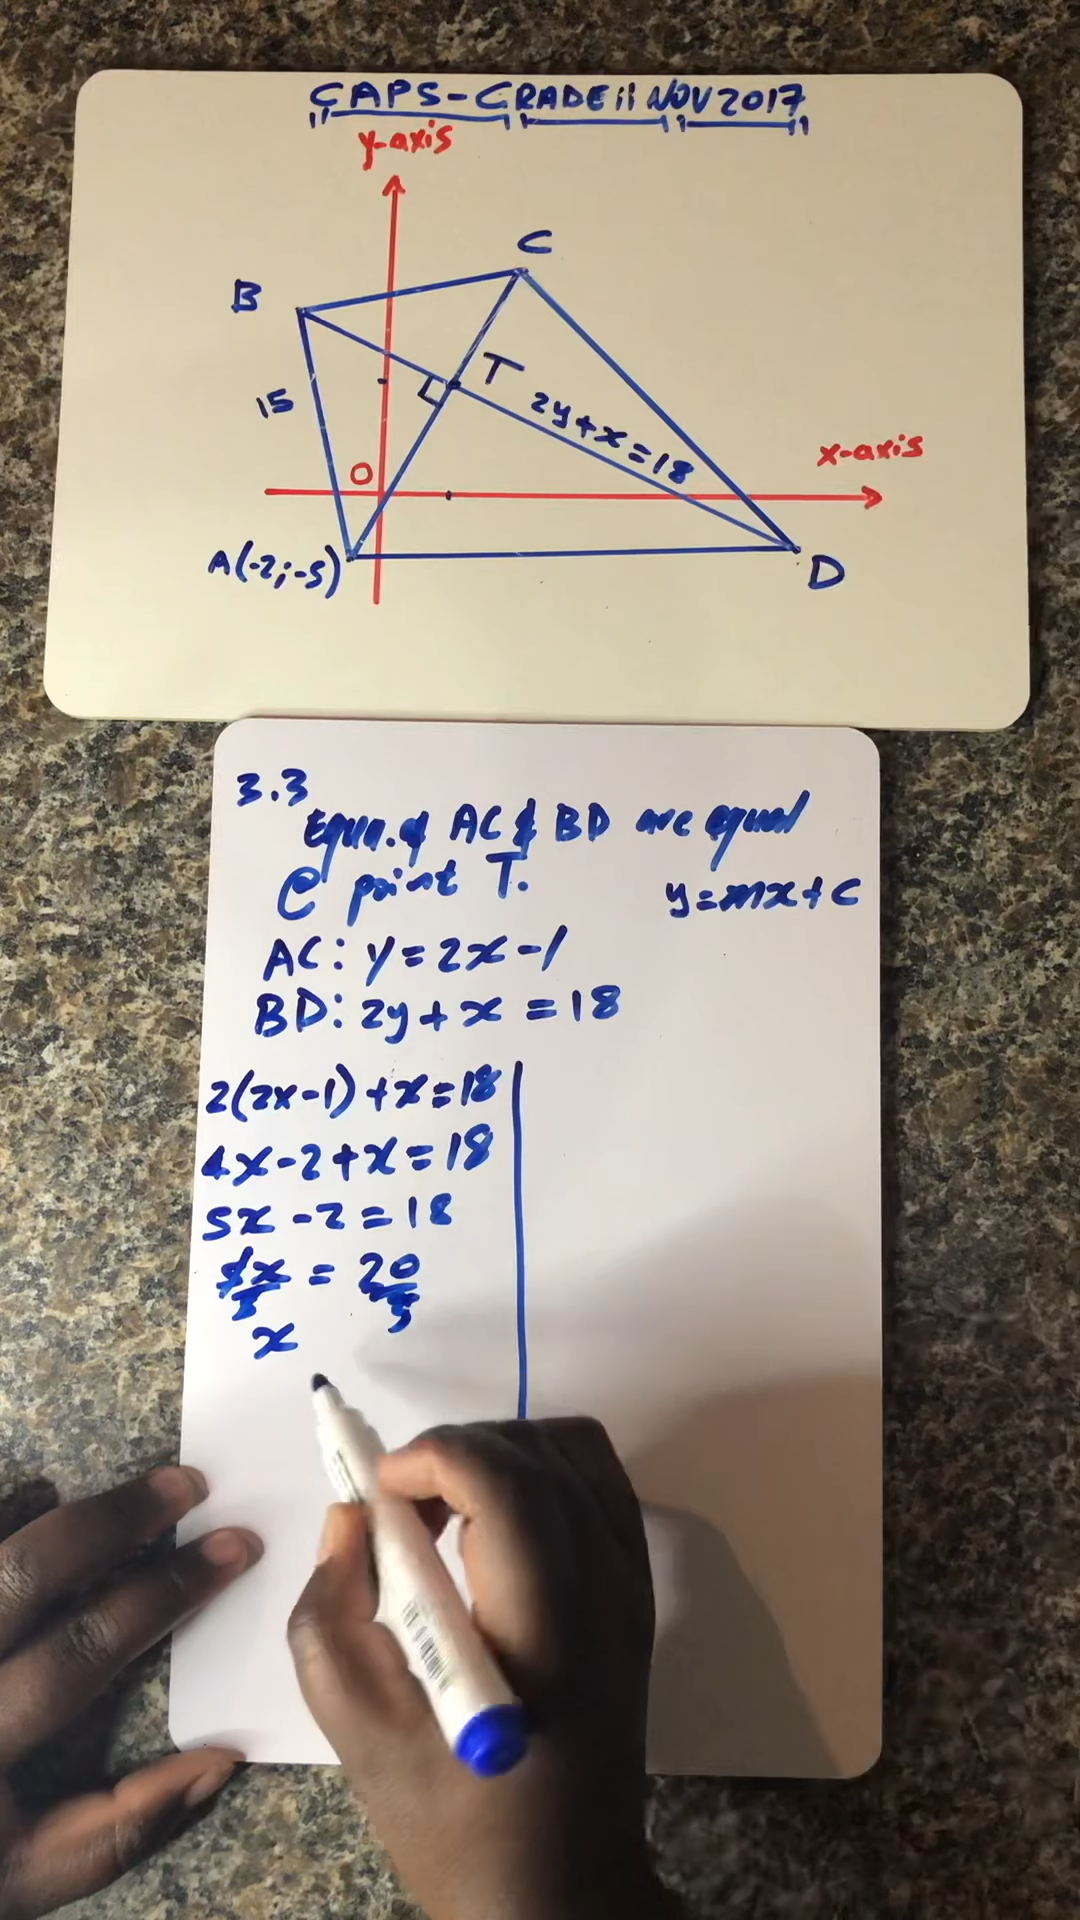 CAPS-GRADE 11 NOV 2017
y-axis
C
B
T
15
2y+x=18
x-axis
O
A(-2;-5)
D
3.3
Equn. of AC & BD are equal
@ point T.
y=mx+c
AC: y=2x-1
BD: 2y+x=18
2(2x-1)+x=18
4x-2+x=18
5x-2=18
5x/5 = 20/5
x